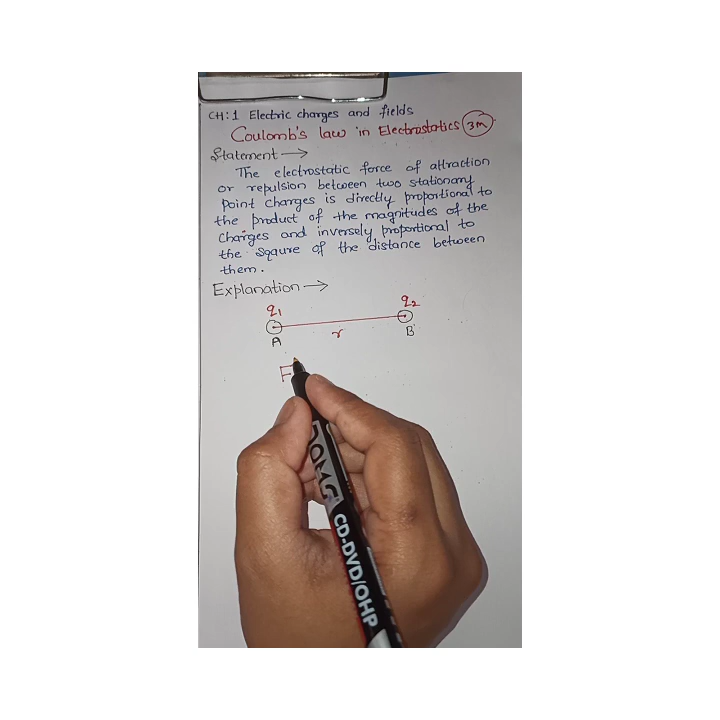 CH:1 Electric charges and fields
Coulomb's law in Electrostatics 3m
Statement →
The electrostatic force of attraction
or repulsion between two stationary
point charges is directly proportional to
the product of the magnitudes of the
charges and inversely proportional to
the sqaure of the distance between
them.
Explanation →
q1 q2
r
A B
F
DOMS
CD-DVD/OHP